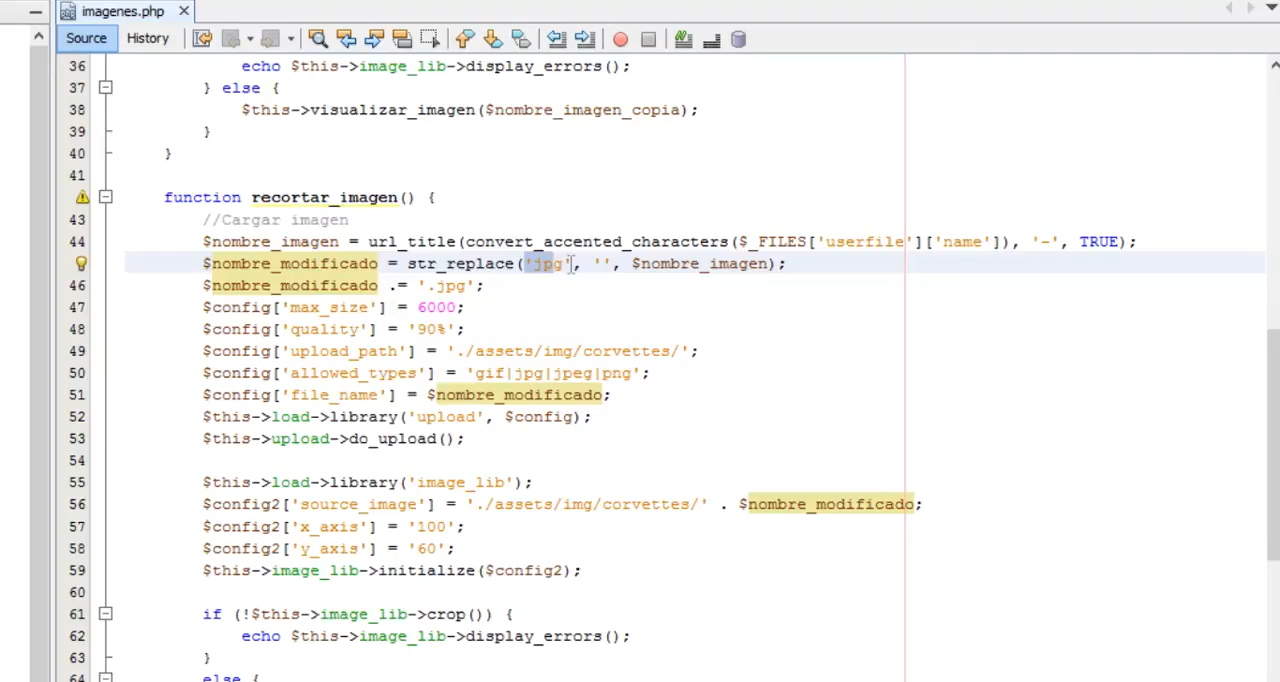 imagenes.php
Source History
36 echo $this->image_lib->display_errors();
37 } else {
38 $this->visualizar_imagen($nombre_imagen_copia);
39 }
40 }
41
function recortar_imagen() {
43 //Cargar imagen
44 $nombre_imagen = url_title(convert_accented_characters($_FILES['userfile']['name']), '-', TRUE);
$nombre_modificado = str_replace('jpg', '', $nombre_imagen);
46 $nombre_modificado .= '.jpg';
47 $config['max_size'] = 6000;
48 $config['quality'] = '90%';
49 $config['upload_path'] = './assets/img/corvettes/';
50 $config['allowed_types'] = 'gif|jpg|jpeg|png';
51 $config['file_name'] = $nombre_modificado;
52 $this->load->library('upload', $config);
53 $this->upload->do_upload();
54
55 $this->load->library('image_lib');
56 $config2['source_image'] = './assets/img/corvettes/' . $nombre_modificado;
57 $config2['x_axis'] = '100';
58 $config2['y_axis'] = '60';
59 $this->image_lib->initialize($config2);
60
61 if (!$this->image_lib->crop()) {
62 echo $this->image_lib->display_errors();
63 }
64 else {